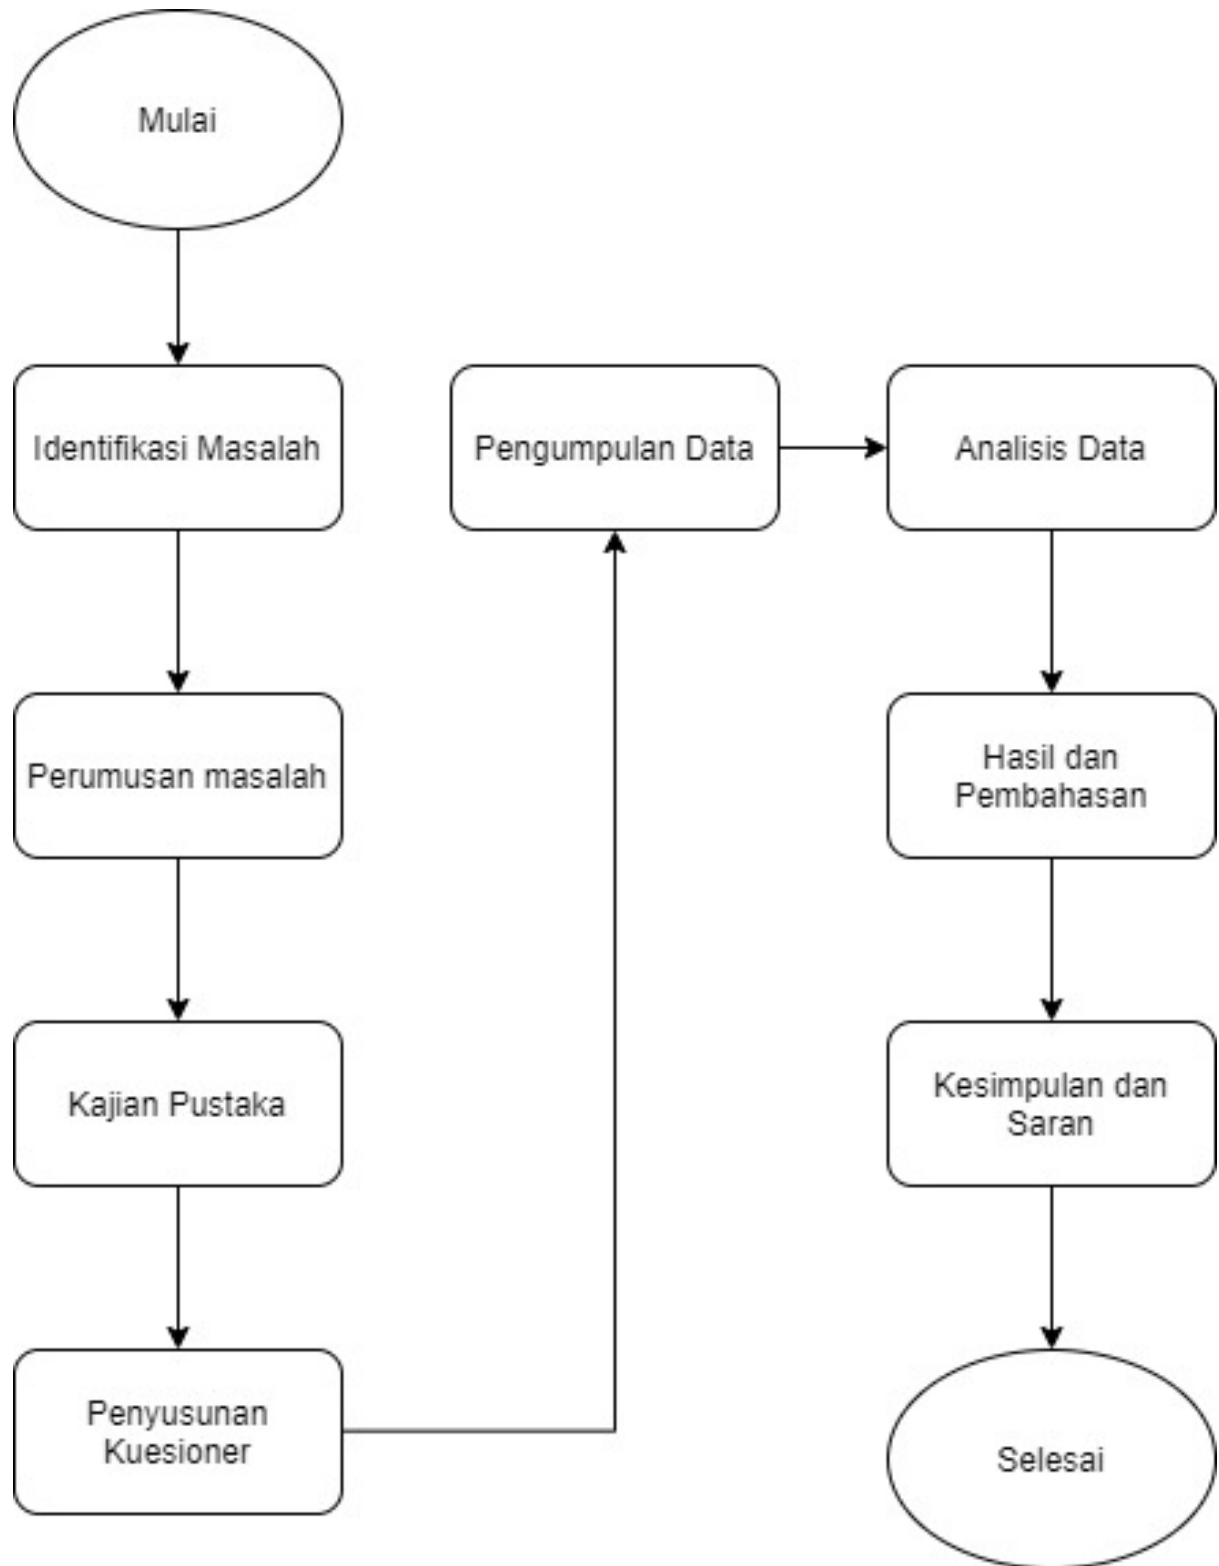 Mulai
Identifikasi Masalah
Perumusan masalah
Kajian Pustaka
Penyusunan
Kuesioner
Pengumpulan Data
Analisis Data
Hasil dan
Pembahasan
Kesimpulan dan
Saran
Selesai